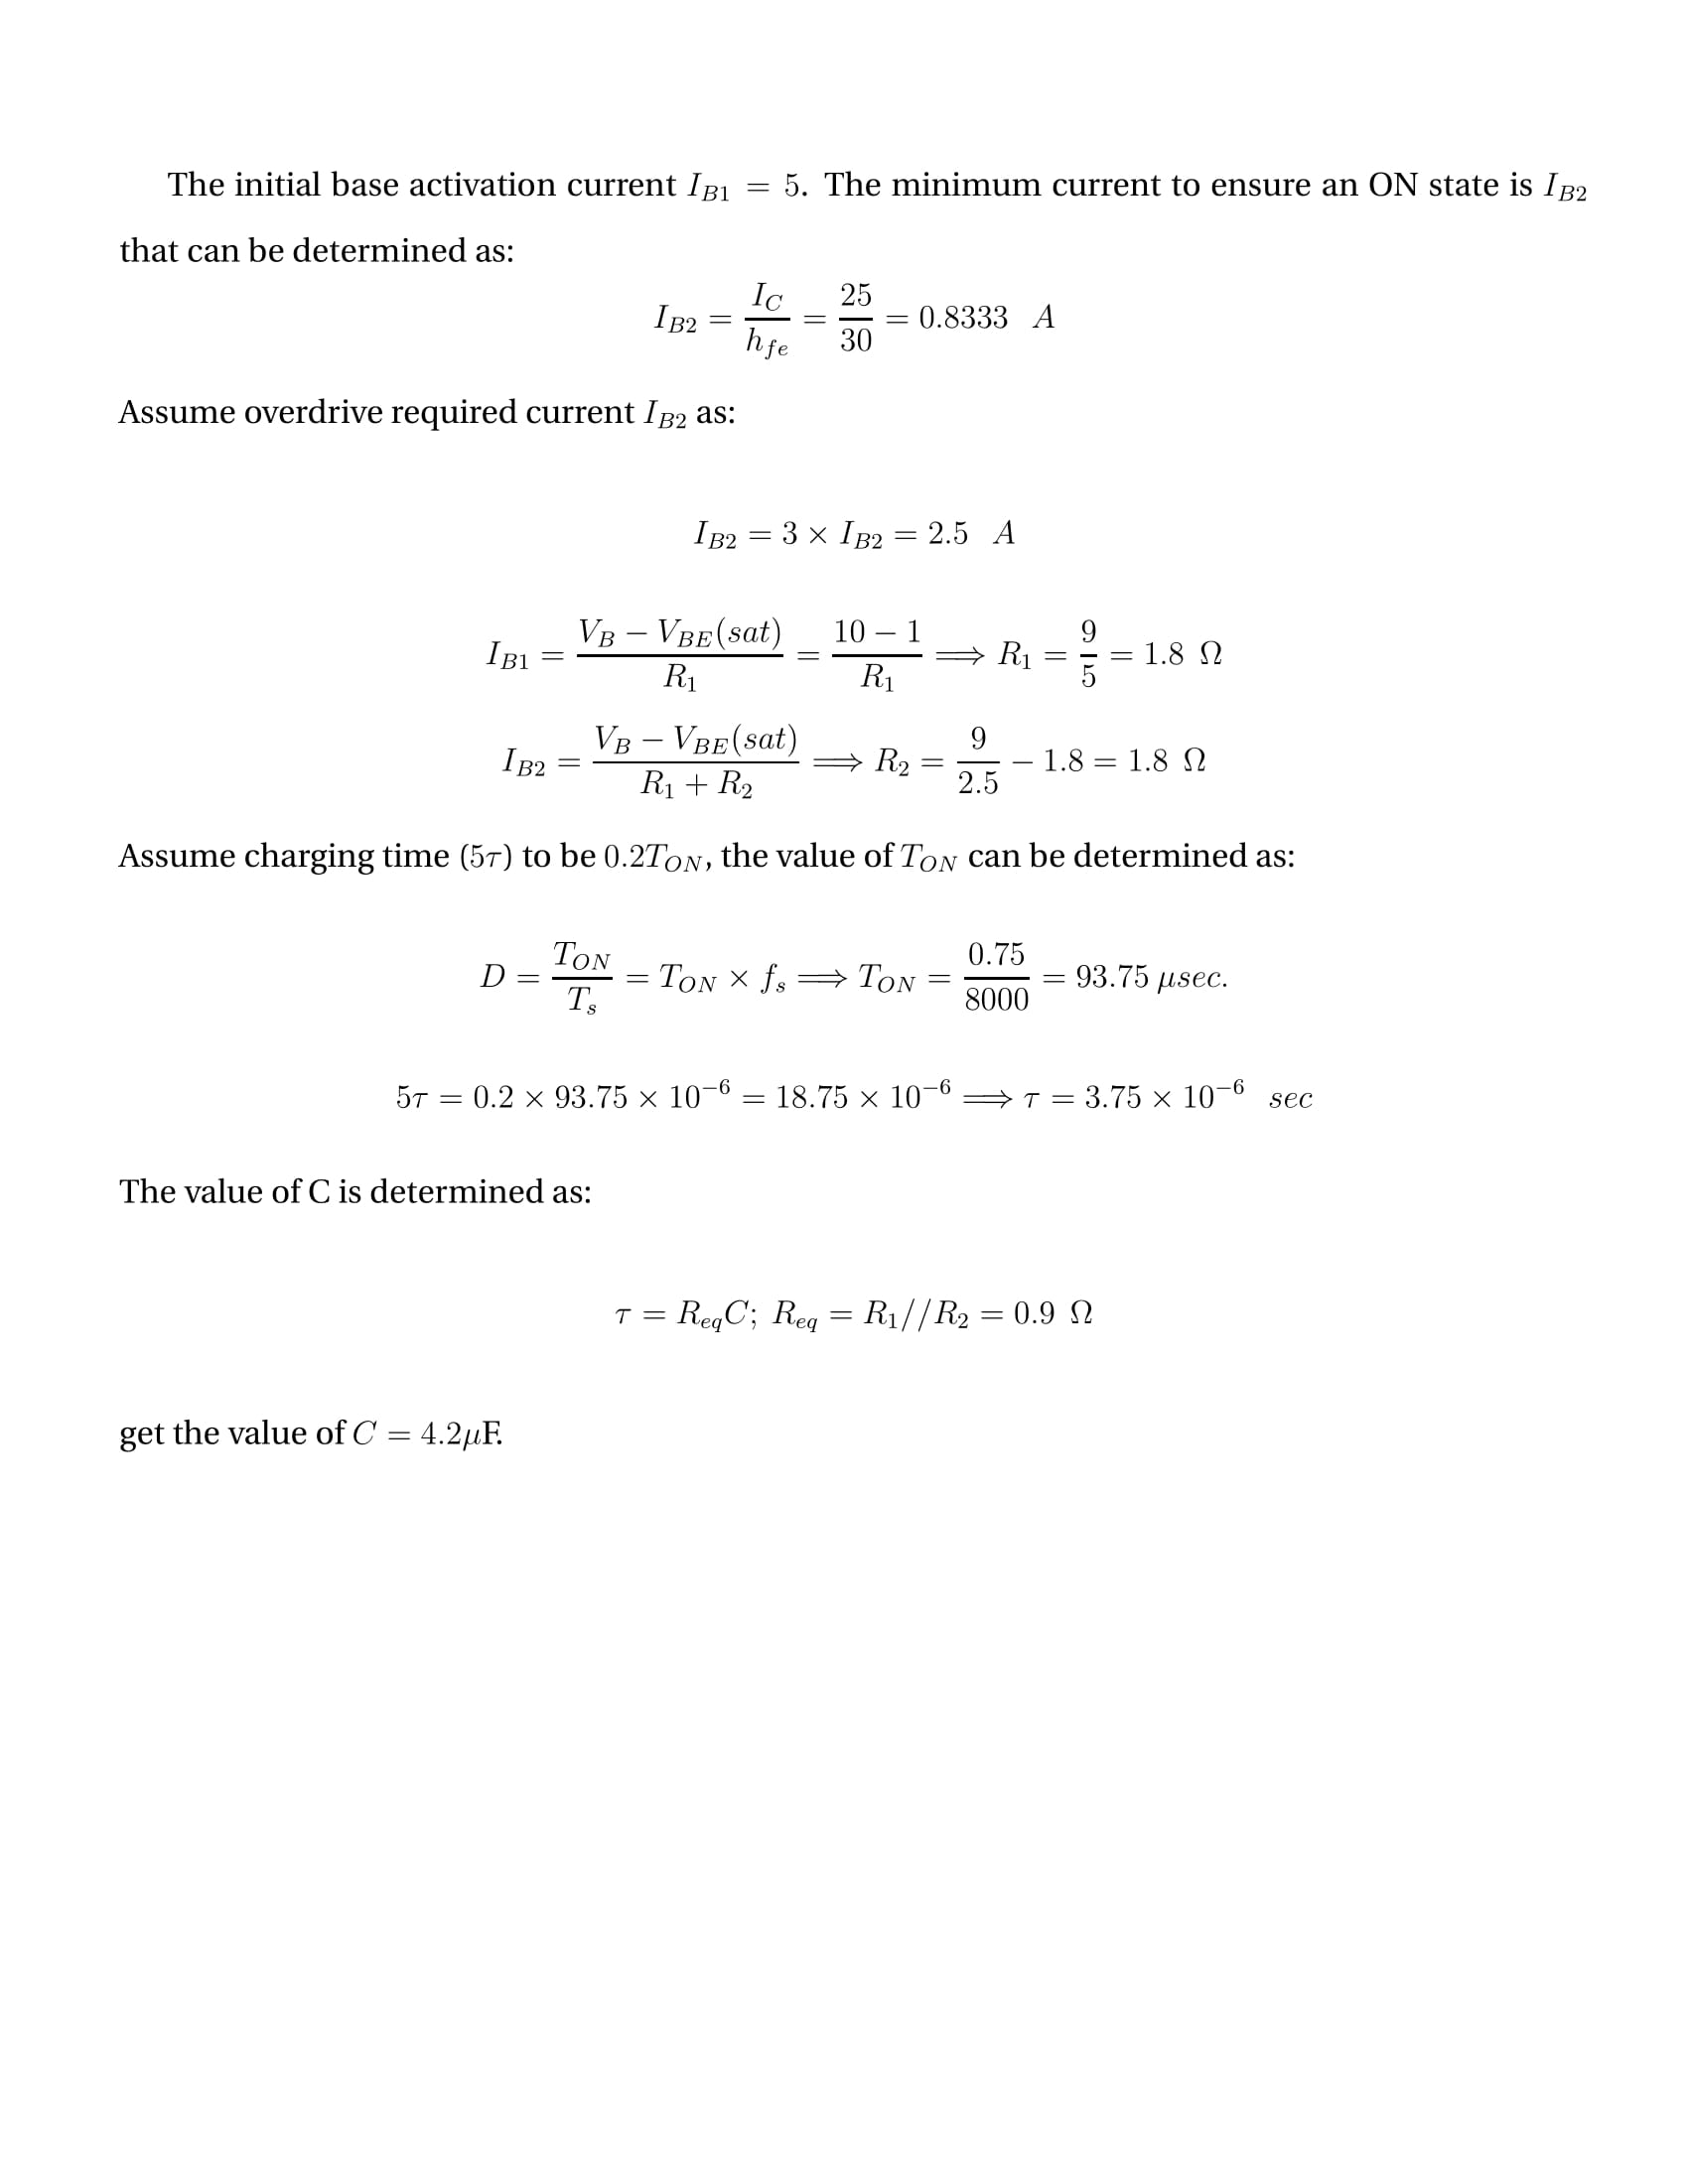 The initial base activation current $I_{B1} = 5$. The minimum current to ensure an ON state is $I_{B2}$
that can be determined as:
$I_{B2} = \frac{I_C}{h_{fe}} = \frac{25}{30} = 0.8333 \;\; A$
Assume overdrive required current $I_{B2}$ as:
$I_{B2} = 3 \times I_{B2} = 2.5 \;\; A$
$I_{B1} = \frac{V_B - V_{BE}(sat)}{R_1} = \frac{10 - 1}{R_1} \Longrightarrow R_1 = \frac{9}{5} = 1.8 \; \Omega$
$I_{B2} = \frac{V_B - V_{BE}(sat)}{R_1 + R_2} \Longrightarrow R_2 = \frac{9}{2.5} - 1.8 = 1.8 \; \Omega$
Assume charging time ($5\tau$) to be $0.2T_{ON}$, the value of $T_{ON}$ can be determined as:
$D = \frac{T_{ON}}{T_s} = T_{ON} \times f_s \Longrightarrow T_{ON} = \frac{0.75}{8000} = 93.75 \; \mu sec.$
$5\tau = 0.2 \times 93.75 \times 10^{-6} = 18.75 \times 10^{-6} \Longrightarrow \tau = 3.75 \times 10^{-6} \;\; sec$
The value of C is determined as:
$\tau = R_{eq}C; \; R_{eq} = R_1//R_2 = 0.9 \; \Omega$
get the value of $C = 4.2\mu$F.